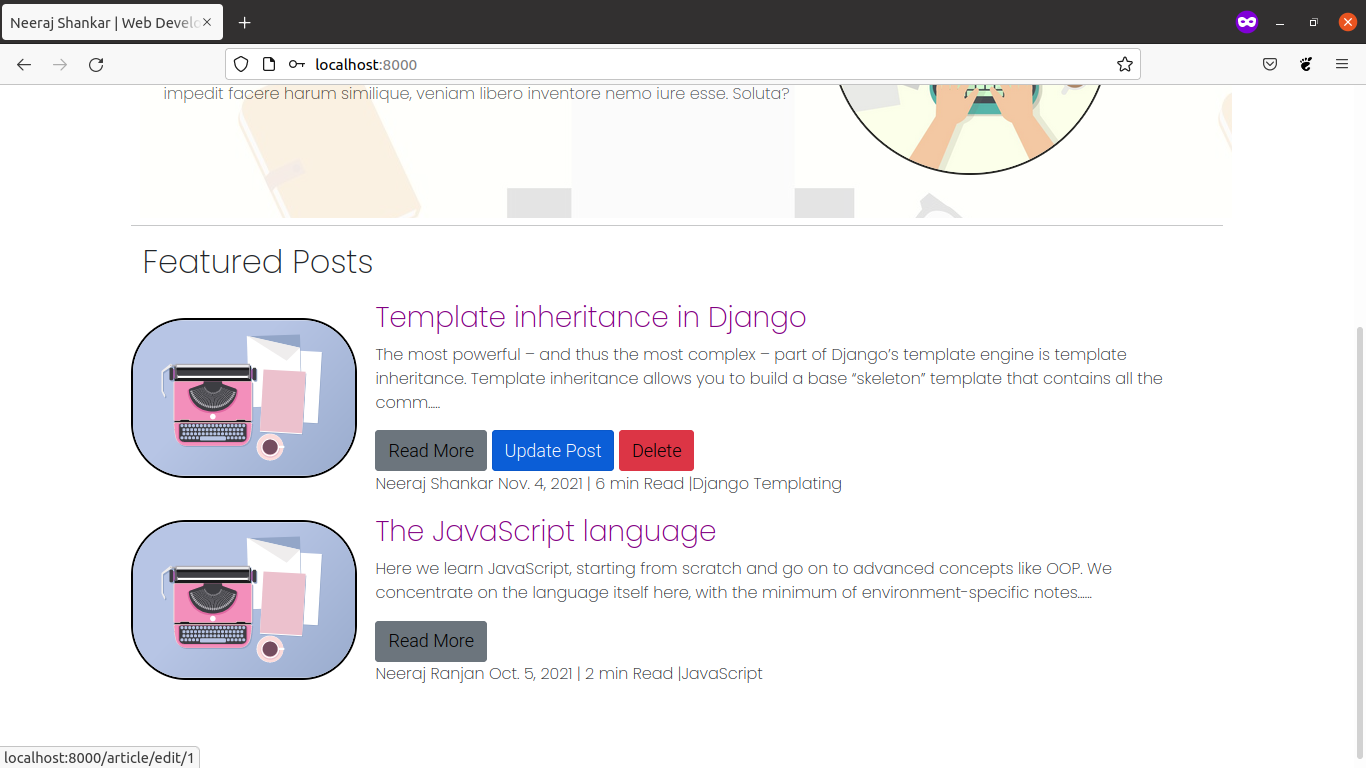 Neeraj Shankar | Web Develo
localhost:8000
impedit facere harum similique, veniam libero inventore nemo iure esse. Soluta?
Featured Posts
Template inheritance in Django
The most powerful – and thus the most complex – part of Django’s template engine is template
inheritance. Template inheritance allows you to build a base “skeleton” template that contains all the
comm.....
Read More Update Post Delete
Neeraj Shankar Nov. 4, 2021 | 6 min Read |Django Templating
The JavaScript language
Here we learn JavaScript, starting from scratch and go on to advanced concepts like OOP. We
concentrate on the language itself here, with the minimum of environment-specific notes......
Read More
Neeraj Ranjan Oct. 5, 2021 | 2 min Read |JavaScript
localhost:8000/article/edit/1